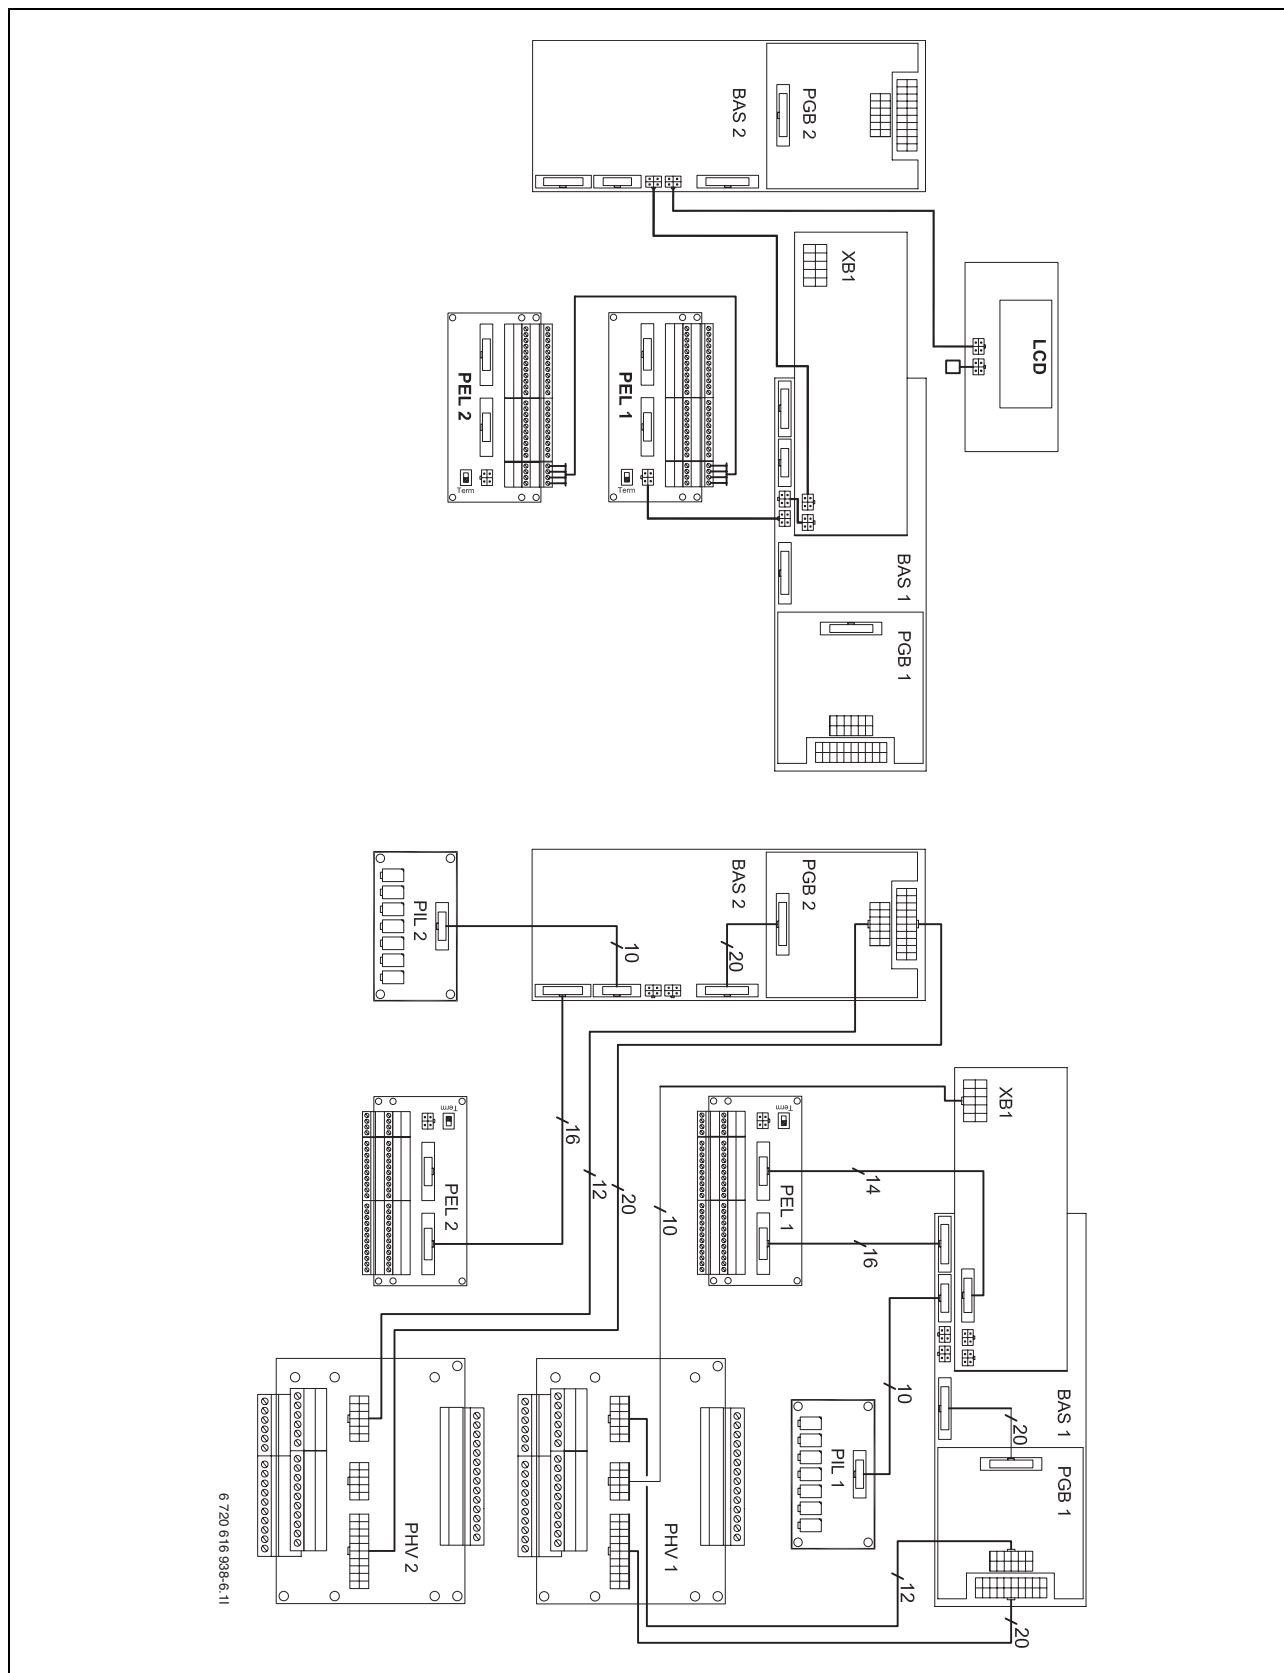 BAS 2
PGB 2
XB1
LCD
PEL 2
Term
PEL 1
Term
BAS 1
PGB 1
PIL 2
10
BAS 2
20
PGB 2
XB1
Term
PEL 2
16
12
20
10
Term
PEL 1
14
16
10
BAS 1
20
PGB 1
PIL 1
12
20
PHV 2
PHV 1
6 720 616 938-6.1I